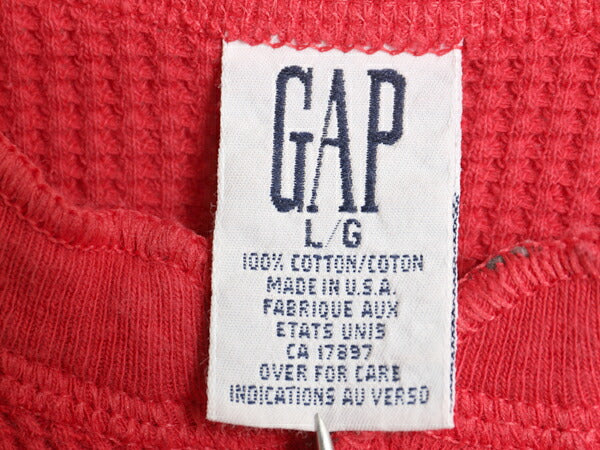 GAP
L/G
100% COTTON/COTON
MADE IN U.S.A.
FABRIQUE AUX
ETATS UNIS
CA 17897
OVER FOR CARE
INDICATIONS AU VERSO